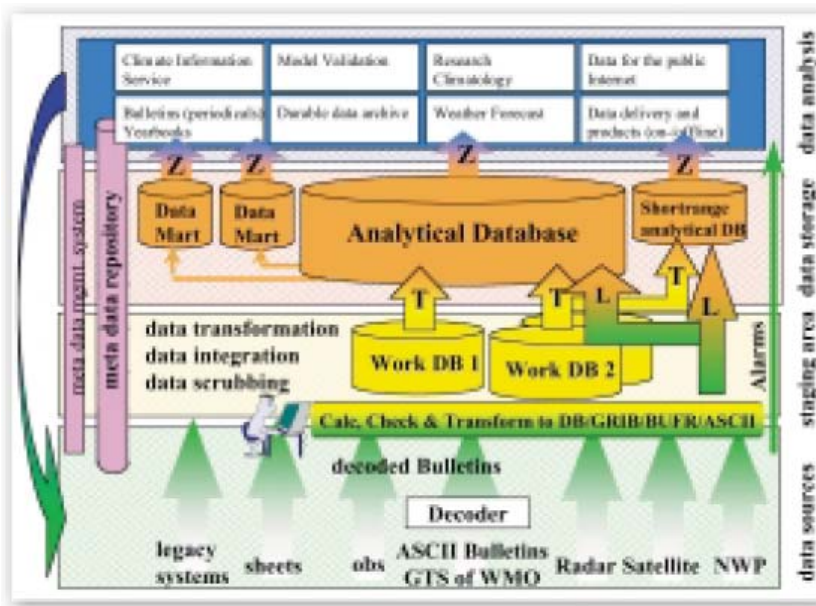 Climate Information
Service
Model Validation
Research
Climatology
Data for the public
Internet
Bulletins (periodicals)
Yearbooks
Durable data archive
Weather Forecast
Data delivery and
products (on-/offline)
data analysis
Z
Z
Z
Z
Data
Mart
Data
Mart
Analytical Database
Shortrange
analytical DB
data storage
meta data mgmt. system
meta data repository
T
T
L
T
L
data transformation
data integration
data scrubbing
Work DB 1
Work DB 2
Alarms
staging area
Calc, Check & Transform to DB/GRIB/BUFR/ASCII
decoded Bulletins
Decoder
legacy
systems
sheets
obs
ASCII Bulletins
GTS of WMO
Radar
Satellite
NWP
data sources